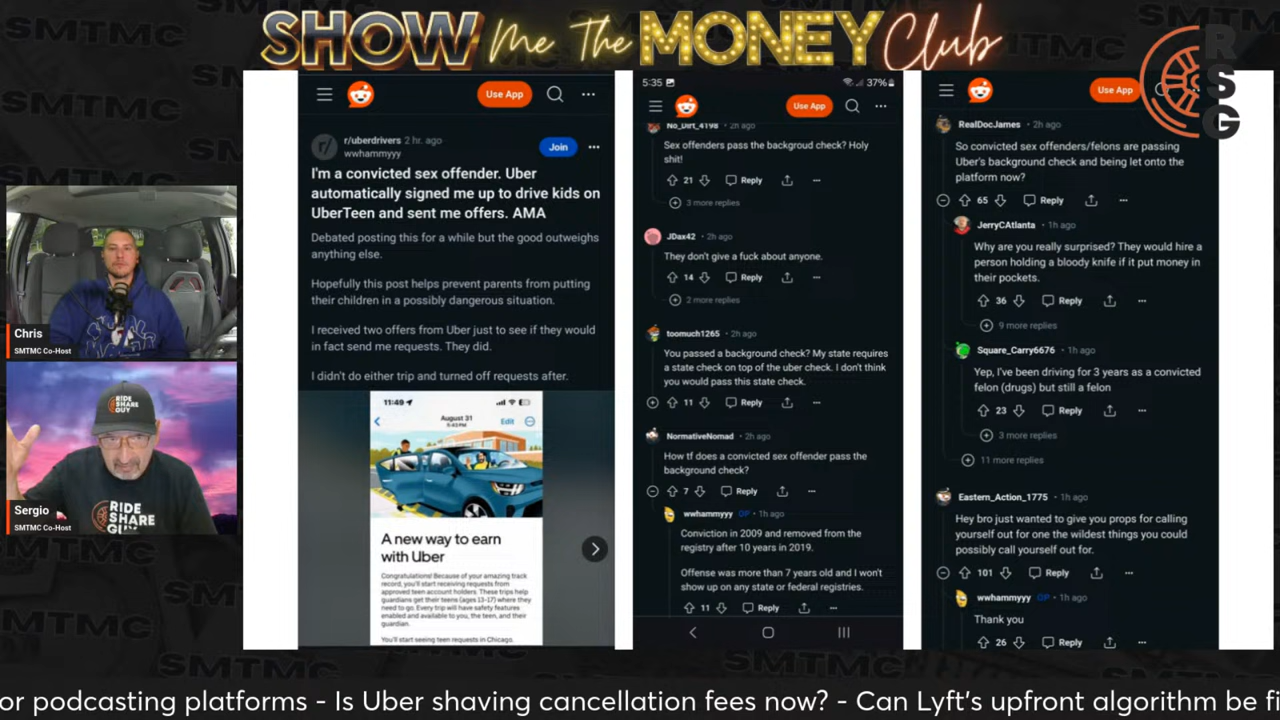 SHOW Me The MONEY Club
RSG
Chris
SMTMC Co-Host
RIDE
SHARE
GUY
RIDE
SHARE
Sergio
SMTMC Co-Host
Use App
r/uberdrivers 2 hr. ago
wwhammyyy
Join
I'm a convicted sex offender. Uber
automatically signed me up to drive kids on
UberTeen and sent me offers. AMA
Debated posting this for a while but the good outweighs
anything else.
Hopefully this post helps prevent parents from putting
their children in a possibly dangerous situation.
I received two offers from Uber just to see if they would
in fact send me requests. They did.
I didn't do either trip and turned off requests after.
11:49
August 31
5:43 PM
Edit
A new way to earn
with Uber
Congratulations! Because of your amazing track
record, you'll start receiving requests from
approved teen account holders. These trips help
guardians get their teens (ages 13-17) where they
need to go. Every trip will have safety features
enabled and available to you, the teen, and their
guardian.
You'll start seeing teen requests in Chicago.
5:35
37%
Use App
No_Dirt_4198 • 2h ago
Sex offenders pass the backgroud check? Holy
shit!
21 Reply
3 more replies
JDax42 • 2h ago
They don't give a fuck about anyone.
14 Reply
2 more replies
toomuch1265 • 2h ago
You passed a background check? My state requires
a state check on top of the uber check. I don't think
you would pass this state check.
11 Reply
NormativeNomad • 2h ago
How tf does a convicted sex offender pass the
background check?
7 Reply
wwhammyyy OP • 1h ago
Conviction in 2009 and removed from the
registry after 10 years in 2019.
Offense was more than 7 years old and I won't
show up on any state or federal registries.
11 Reply
Use App
RealDocJames • 2h ago
So convicted sex offenders/felons are passing
Uber's background check and being let onto the
platform now?
65 Reply
JerryCAtlanta • 1h ago
Why are you really surprised? They would hire a
person holding a bloody knife if it put money in
their pockets.
36 Reply
9 more replies
Square_Carry6676 • 1h ago
Yep, I've been driving for 3 years as a convicted
felon (drugs) but still a felon
23 Reply
3 more replies
11 more replies
Eastern_Action_1775 • 1h ago
Hey bro just wanted to give you props for calling
yourself out for one the wildest things you could
possibly call yourself out for.
101 Reply
wwhammyyy OP • 1h ago
Thank you
26 Reply
or podcasting platforms - Is Uber shaving cancellation fees now? - Can Lyft's upfront algorithm be fi